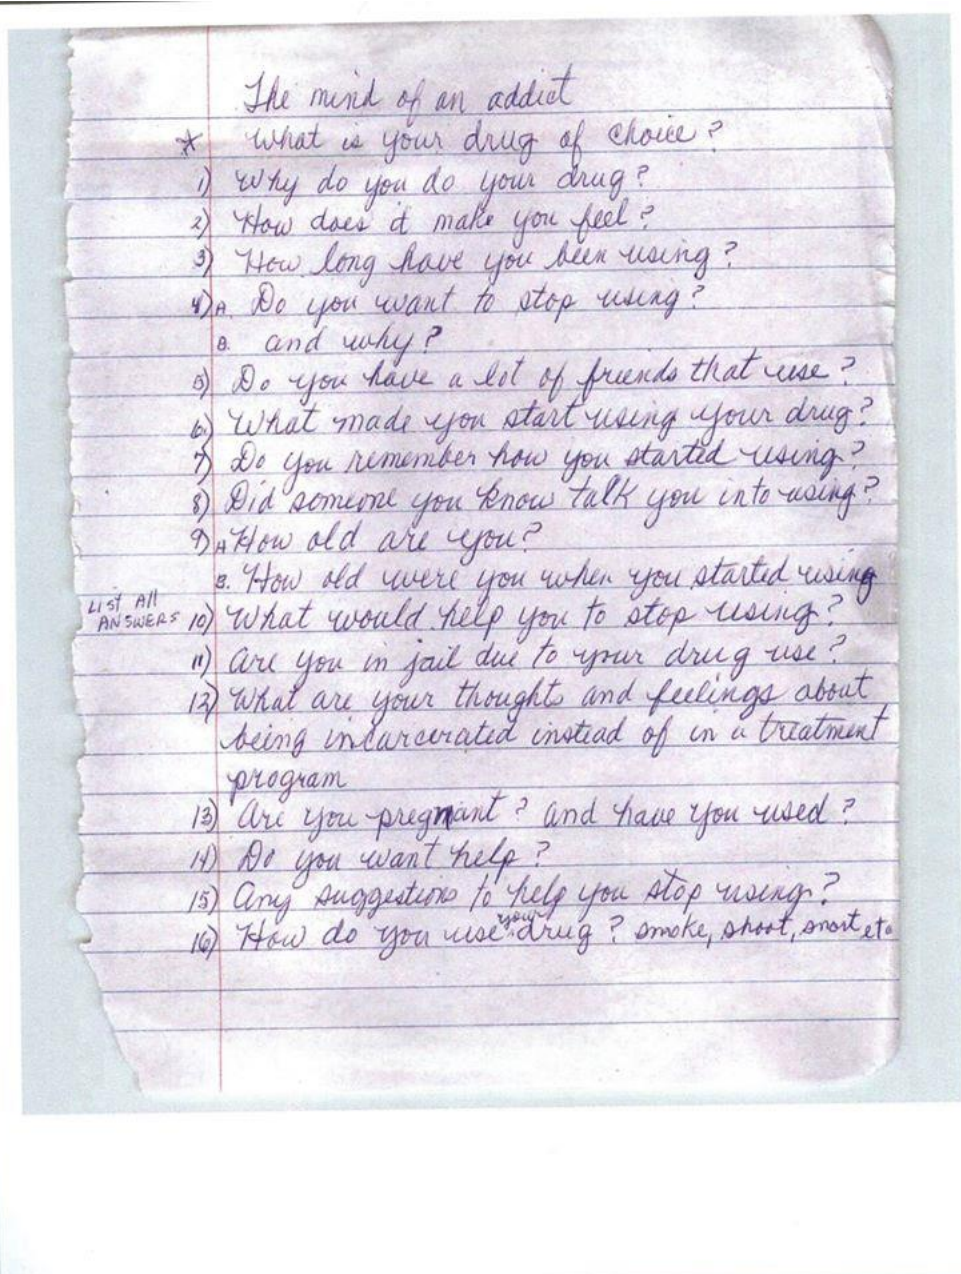 The mind of an addict
* What is your drug of choice?
1) Why do you do your drug?
2) How does it make you feel?
3) How long have you been using?
4) A. Do you want to stop using?
B. and why?
5) Do you have a lot of friends that use?
6.) What made you start using your drug?
7) Do you remember how you started using?
8) Did someone you know talk you into using?
9) A How old are you?
B. How old were you when you started using
List All
ANSWERS 10) What would help you to stop using?
11) Are you in jail due to your drug use?
12) What are your thoughts and feelings about
being incarcerated instead of in a treatment
program
13) Are you pregnant? and have you used?
14) Do you want help?
15) Any suggestions to help you stop using?
16) How do you use your drug? smoke, shoot, snort, etc